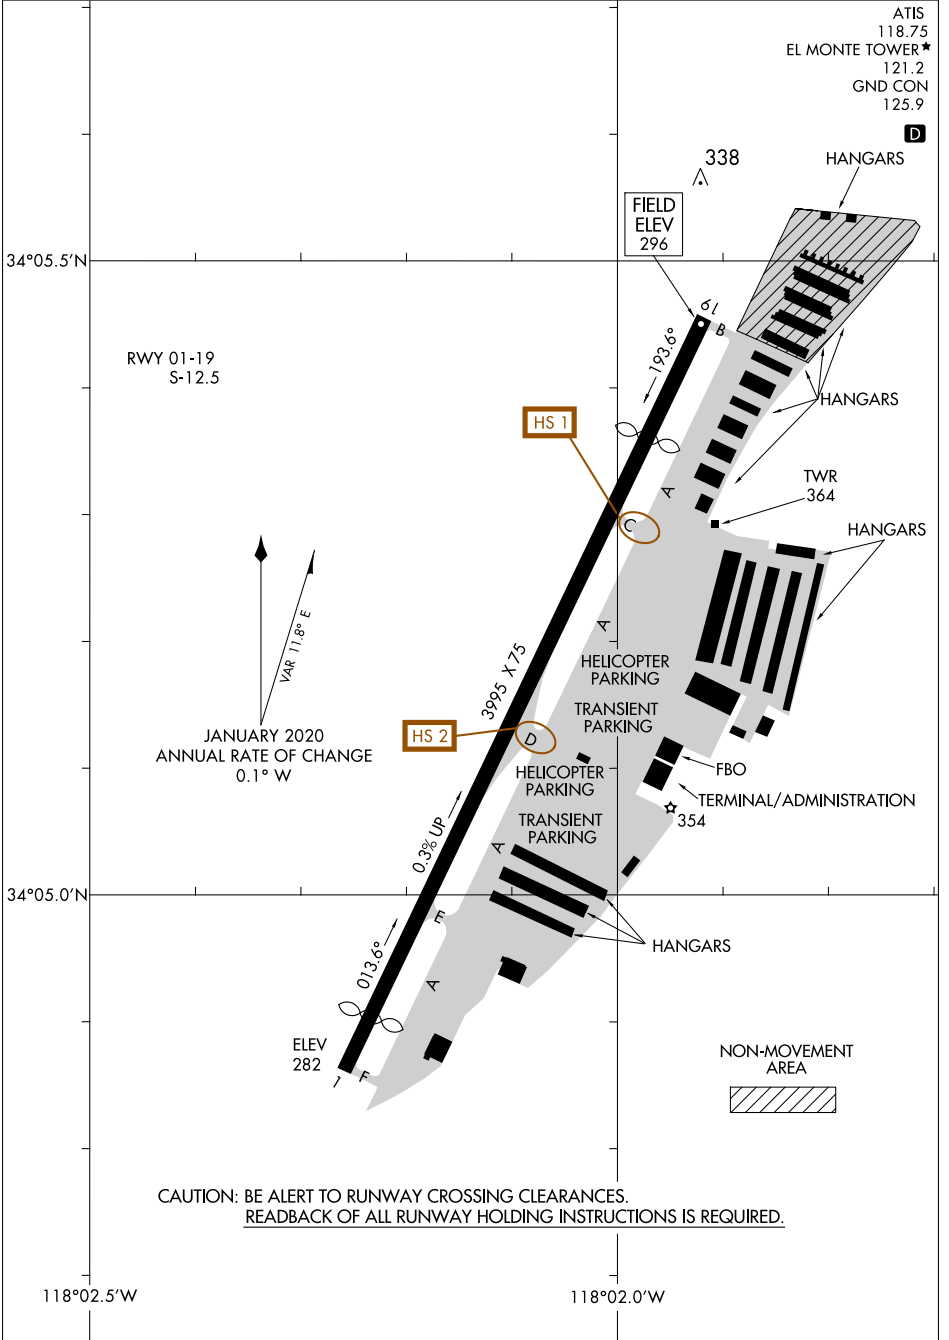 ATIS
118.75
EL MONTE TOWER★
121.2
GND CON
125.9
D
HANGARS
338
FIELD
ELEV
296
34°05.5'N
19
B
193.6°
RWY 01-19
S-12.5
HS 1
HANGARS
A
TWR
364
C
HANGARS
VAR 11.8° E
A
HELICOPTER
PARKING
3995 X 75
TRANSIENT
PARKING
HS 2
D
JANUARY 2020
ANNUAL RATE OF CHANGE
0.1° W
HELICOPTER
PARKING
FBO
TERMINAL/ADMINISTRATION
354
TRANSIENT
PARKING
0.3% UP
A
34°05.0'N
E
HANGARS
013.6°
A
ELEV
282
1
F
NON-MOVEMENT
AREA
CAUTION: BE ALERT TO RUNWAY CROSSING CLEARANCES.
READBACK OF ALL RUNWAY HOLDING INSTRUCTIONS IS REQUIRED.
118°02.5'W
118°02.0'W